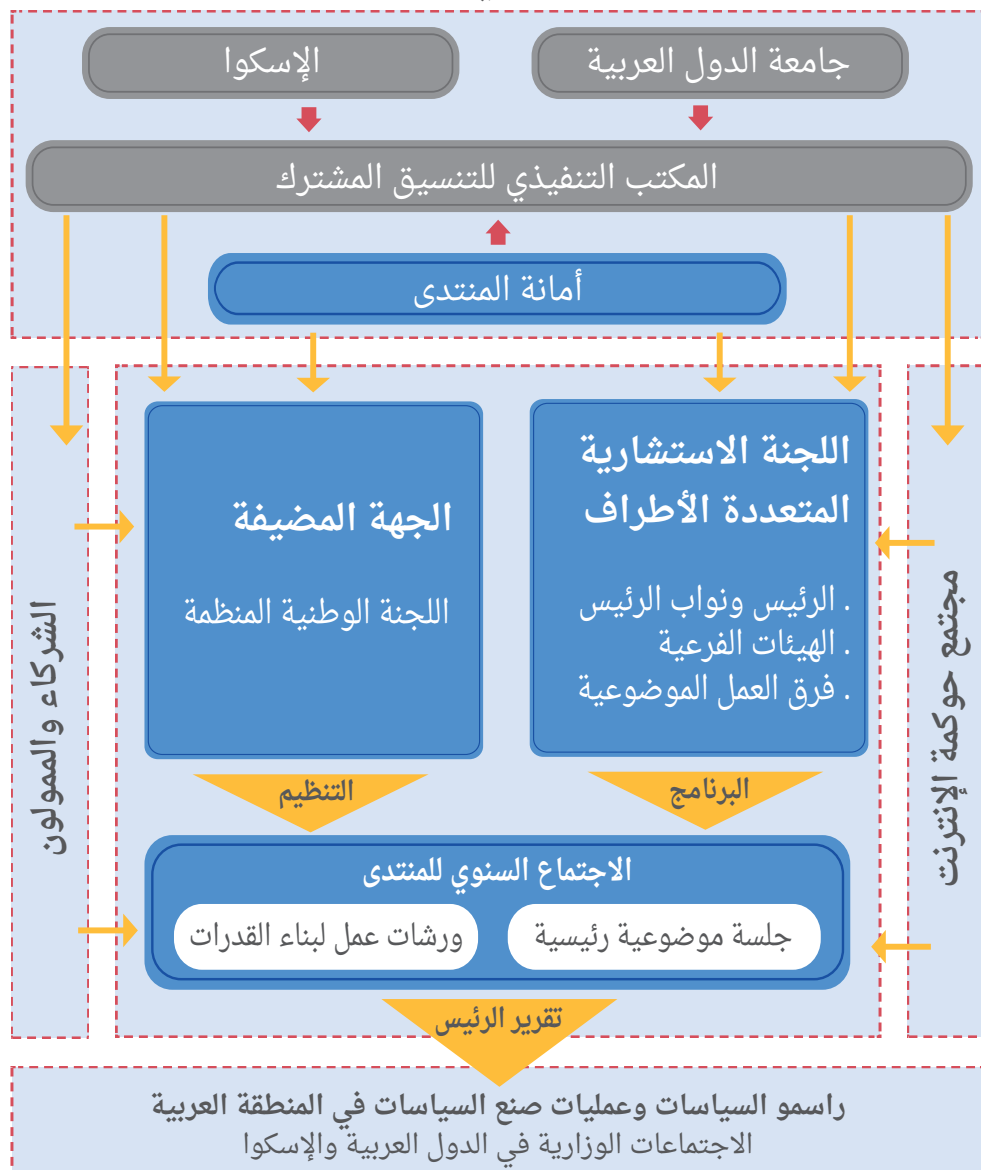 جامعة الدول العربية
الإسكوا
المكتب التنفيذي للتنسيق المشترك
أمانة المنتدى
اللجنة الاستشارية
المتعددة الأطراف
. الرئيس ونواب الرئيس
. الهيئات الفرعية
. فرق العمل الموضوعية
الجهة المضيفة
اللجنة الوطنية المنظمة
مجتمع حوكمة الإنترنت
الشركاء والممولون
البرنامج
التنظيم
الاجتماع السنوي للمنتدى
جلسة موضوعية رئيسية
ورشات عمل لبناء القدرات
تقرير الرئيس
راسمو السياسات وعمليات صنع السياسات في المنطقة العربية
الاجتماعات الوزارية في الدول العربية والإسكوا